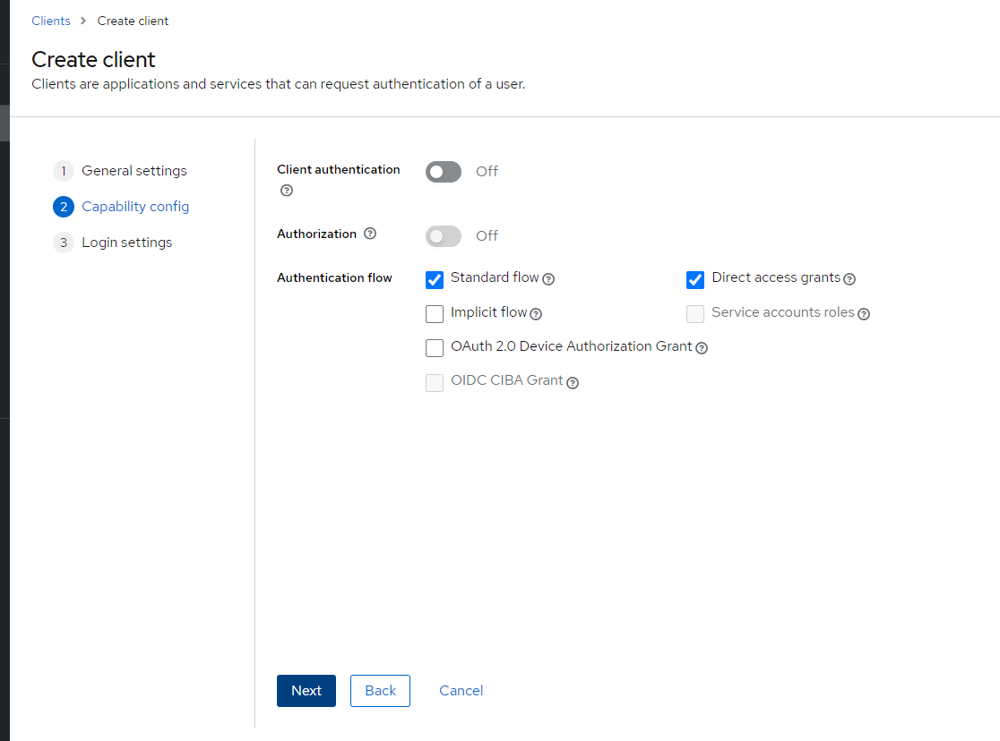 Clients > Create client
Create client
Clients are applications and services that can request authentication of a user.
1 General settings
2 Capability config
3 Login settings
Client authentication
Off
Authorization
Off
Authentication flow
Standard flow
Direct access grants
Implicit flow
Service accounts roles
OAuth 2.0 Device Authorization Grant
OIDC CIBA Grant
Next
Back
Cancel